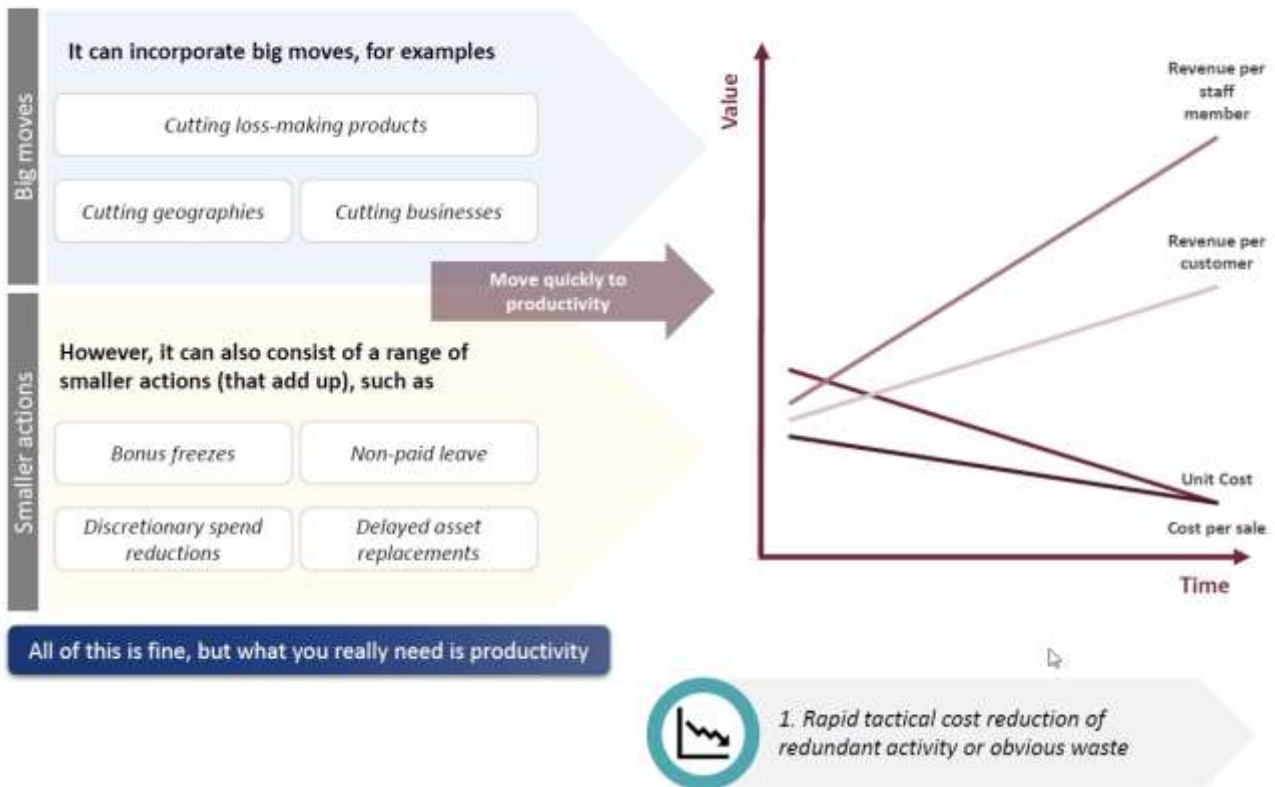 Big moves
It can incorporate big moves, for examples
Cutting loss-making products
Cutting geographies
Cutting businesses
Move quickly to
productivity
Smaller actions
However, it can also consist of a range of
smaller actions (that add up), such as
Bonus freezes
Non-paid leave
Discretionary spend
reductions
Delayed asset
replacements
All of this is fine, but what you really need is productivity
Value
Revenue per
staff
member
Revenue per
customer
Unit Cost
Cost per sale
Time
1. Rapid tactical cost reduction of
redundant activity or obvious waste